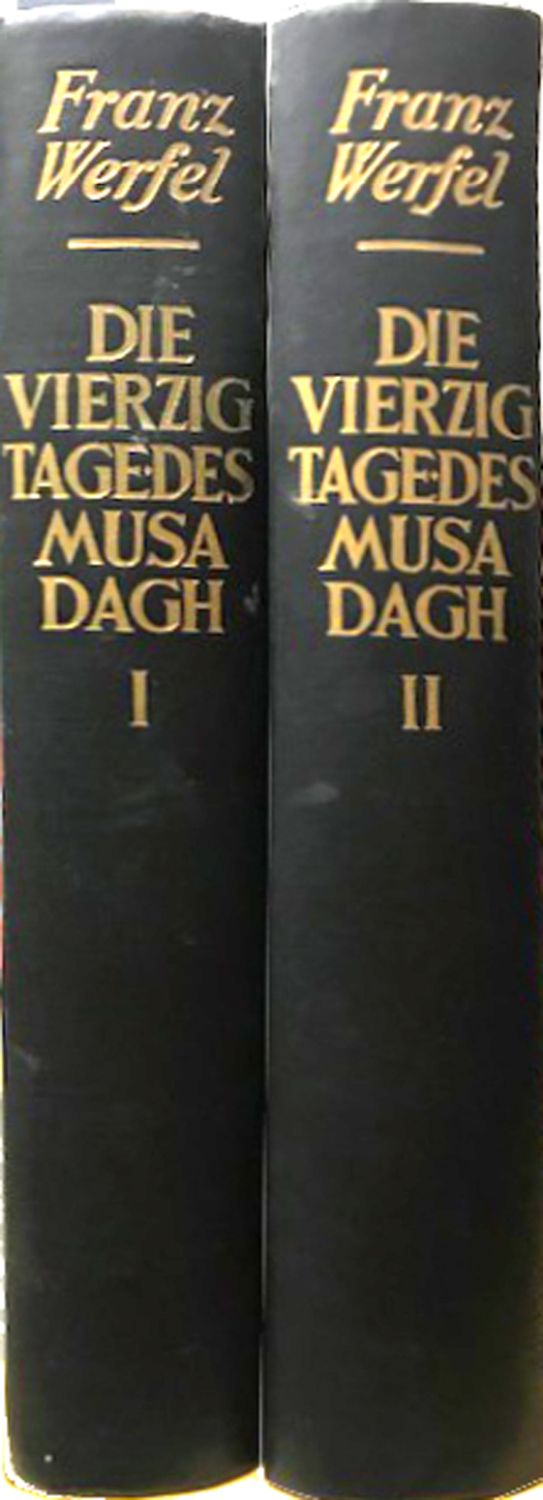 Franz
Werfel
DIE
VIERZIG
TAGE·DES
MUSA
DAGH
I
Franz
Werfel
DIE
VIERZIG
TAGE·DES
MUSA
DAGH
II